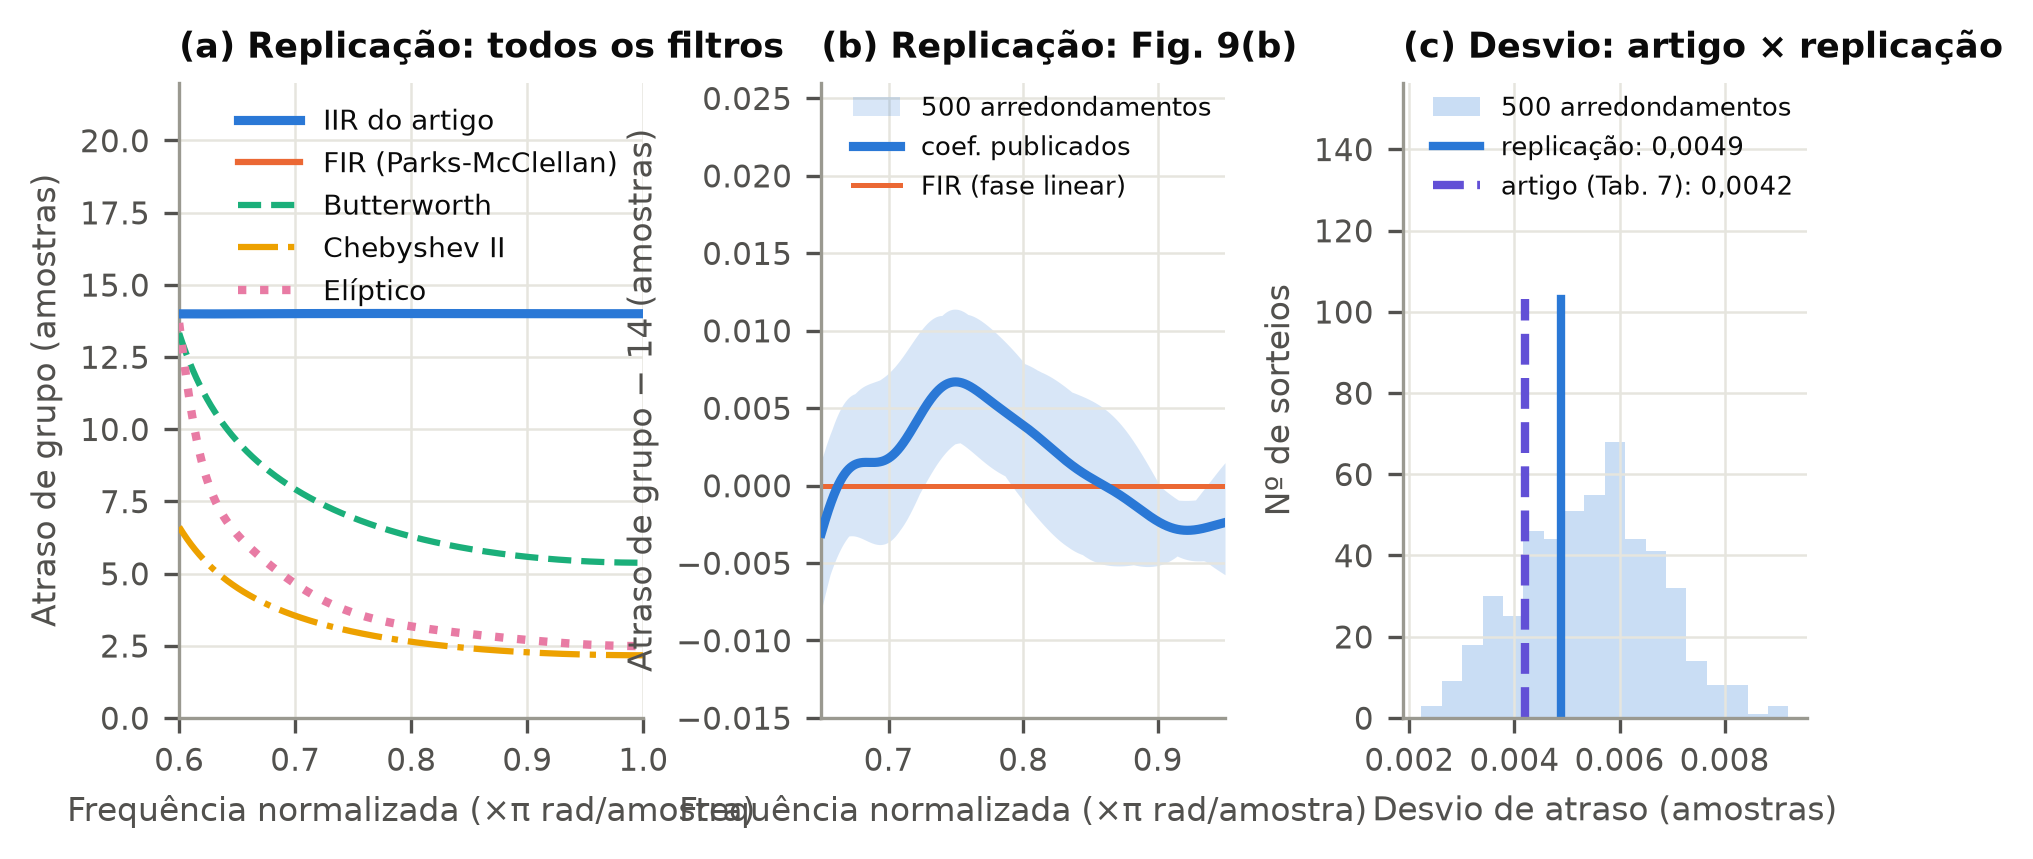 (a) Replicação: todos os filtros
Atraso de grupo (amostras)
20.0
17.5
15.0
12.5
10.0
7.5
5.0
2.5
0.0
IIR do artigo
FIR (Parks-McClellan)
Butterworth
Chebyshev II
Elíptico
0.6 0.7 0.8 0.9 1.0
Frequência normalizada (×π rad/amostra)
(b) Replicação: Fig. 9(b)
Atraso de grupo − 14 (amostras)
0.025
0.020
0.015
0.010
0.005
0.000
−0.005
−0.010
−0.015
500 arredondamentos
coef. publicados
FIR (fase linear)
0.7 0.8 0.9
Frequência normalizada (×π rad/amostra)
(c) Desvio: artigo × replicação
Nº de sorteios
140
120
100
80
60
40
20
0
500 arredondamentos
replicação: 0,0049
artigo (Tab. 7): 0,0042
0.002 0.004 0.006 0.008
Desvio de atraso (amostras)